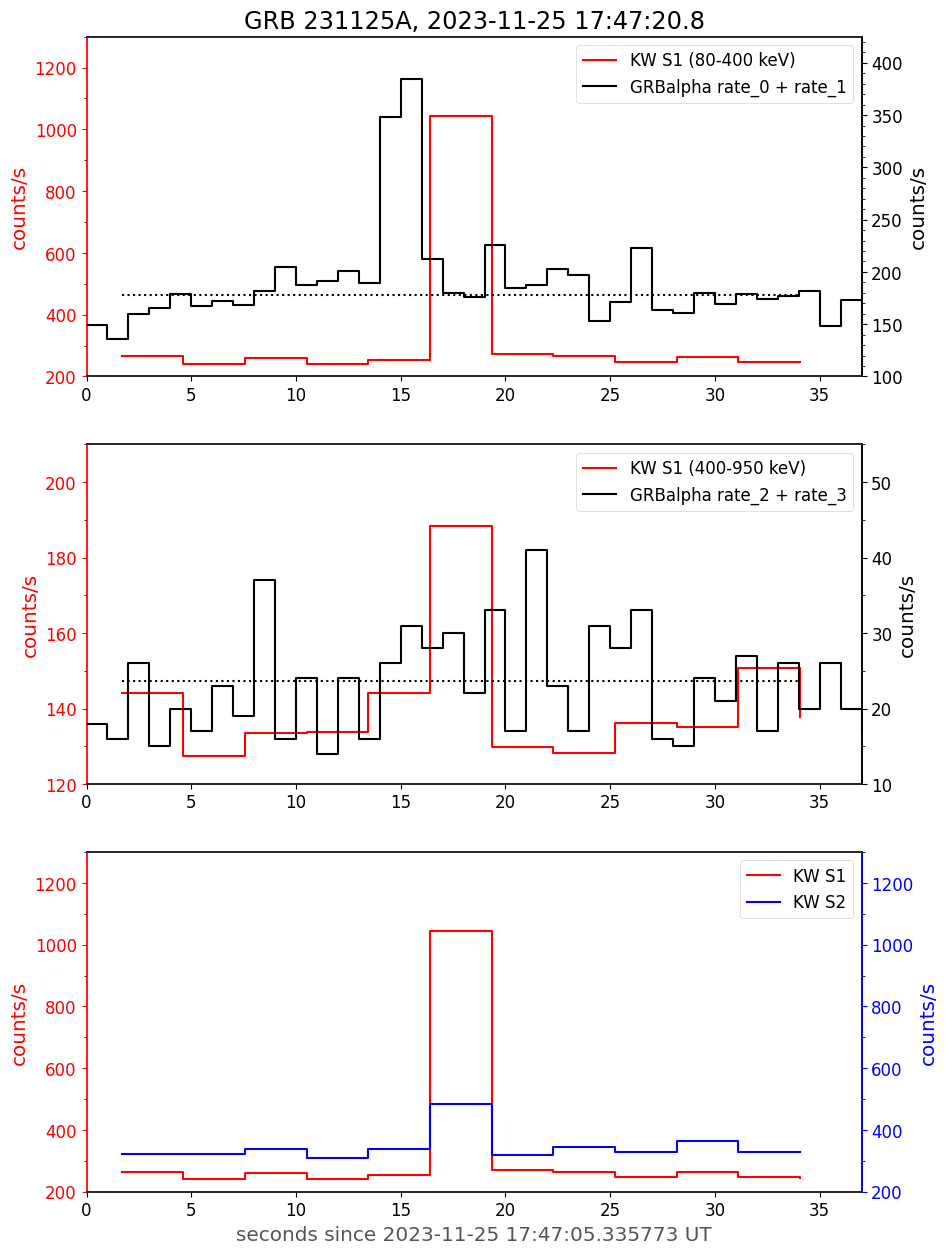 GRB 231125A, 2023-11-25 17:47:20.8
KW S1 (80-400 keV)
GRBalpha rate_0 + rate_1
counts/s
1200
1000
800
600
400
200
400
350
300
250
200
150
100
counts/s
0 5 10 15 20 25 30 35
KW S1 (400-950 keV)
GRBalpha rate_2 + rate_3
counts/s
200
180
160
140
120
50
40
30
20
10
counts/s
0 5 10 15 20 25 30 35
KW S1
KW S2
counts/s
1200
1000
800
600
400
200
1200
1000
800
600
400
200
counts/s
0 5 10 15 20 25 30 35
seconds since 2023-11-25 17:47:05.335773 UT